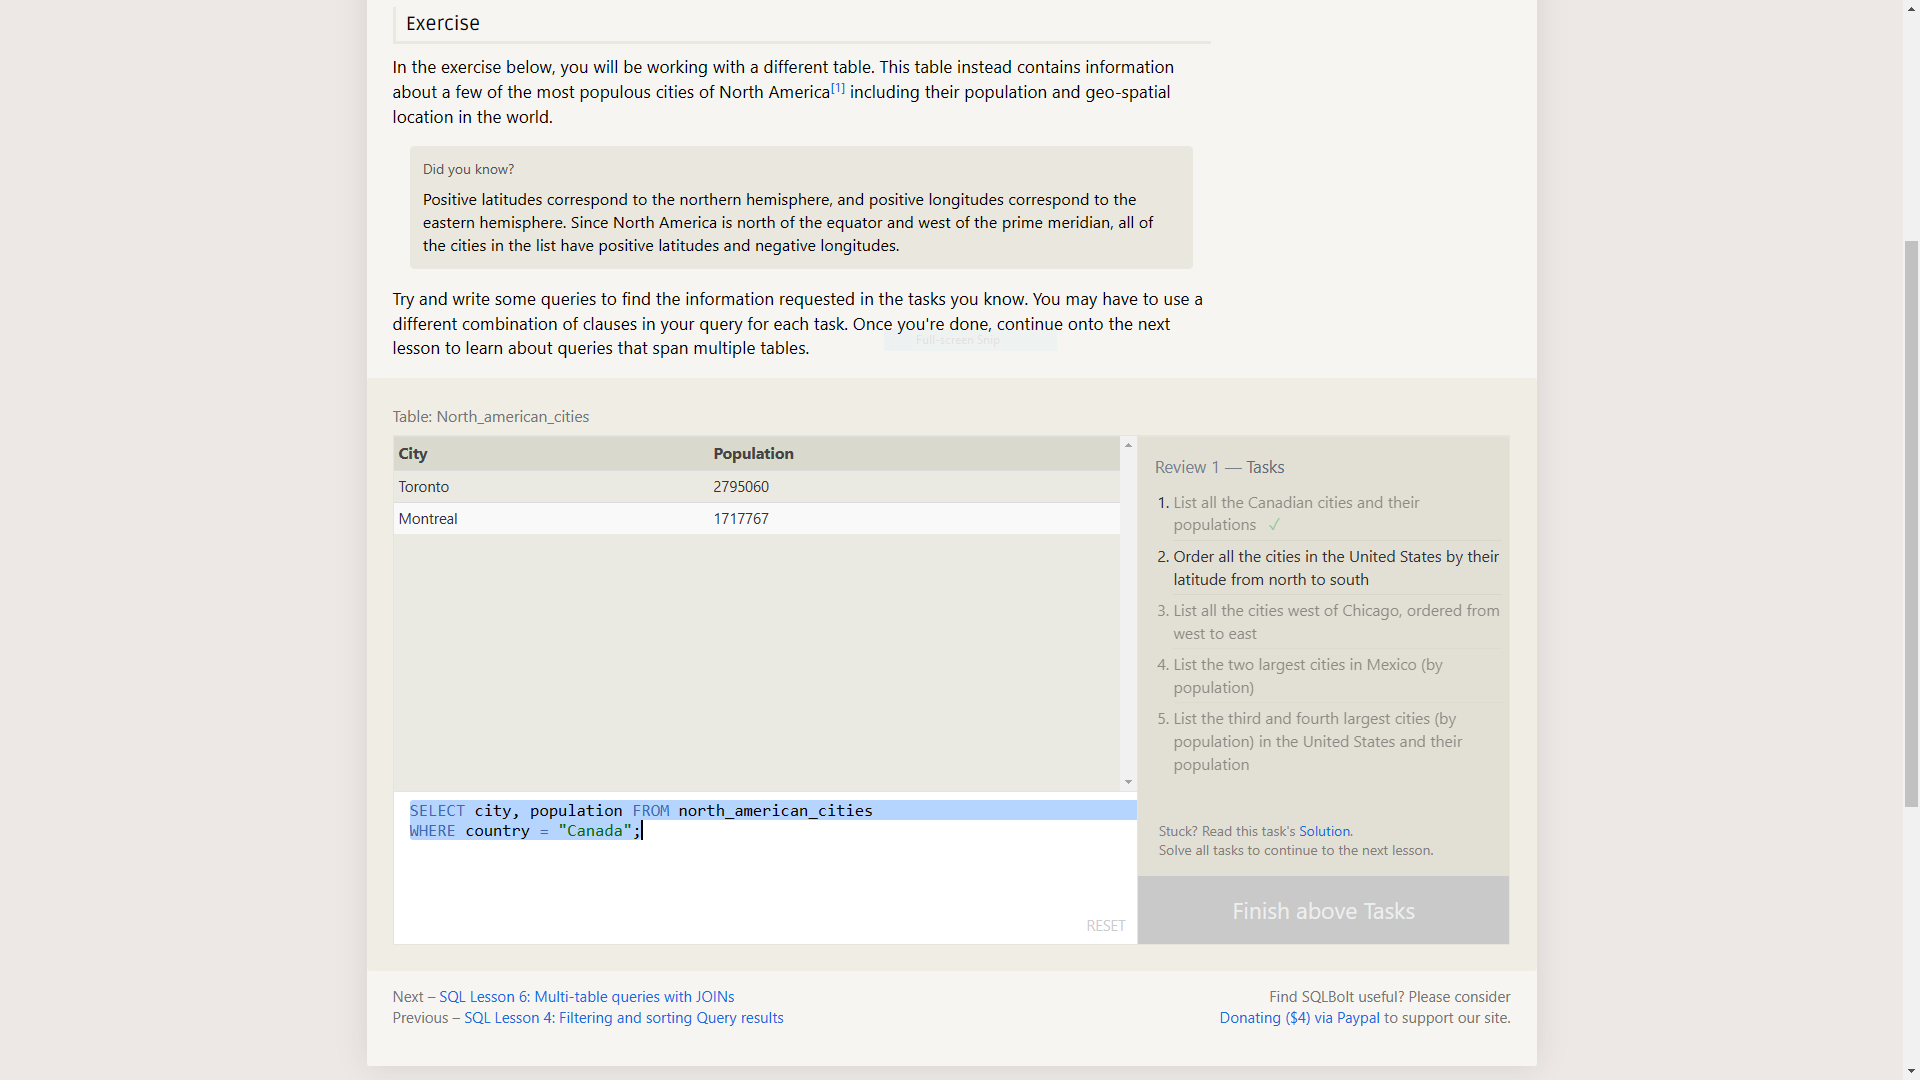 Exercise
In the exercise below, you will be working with a different table. This table instead contains information
about a few of the most populous cities of North America[1] including their population and geo-spatial
location in the world.
Did you know?
Positive latitudes correspond to the northern hemisphere, and positive longitudes correspond to the
eastern hemisphere. Since North America is north of the equator and west of the prime meridian, all of
the cities in the list have positive latitudes and negative longitudes.
Try and write some queries to find the information requested in the tasks you know. You may have to use a
different combination of clauses in your query for each task. Once you're done, continue onto the next
lesson to learn about queries that span multiple tables.
Full-screen Snip
Table: North_american_cities
City Population
Toronto 2795060
Montreal 1717767
SELECT city, population FROM north_american_cities
WHERE country = "Canada";
RESET
Review 1 — Tasks
1. List all the Canadian cities and their
populations ✓
2. Order all the cities in the United States by their
latitude from north to south
3. List all the cities west of Chicago, ordered from
west to east
4. List the two largest cities in Mexico (by
population)
5. List the third and fourth largest cities (by
population) in the United States and their
population
Stuck? Read this task's Solution.
Solve all tasks to continue to the next lesson.
Finish above Tasks
Next – SQL Lesson 6: Multi-table queries with JOINs
Previous – SQL Lesson 4: Filtering and sorting Query results
Find SQLBolt useful? Please consider
Donating ($4) via Paypal to support our site.